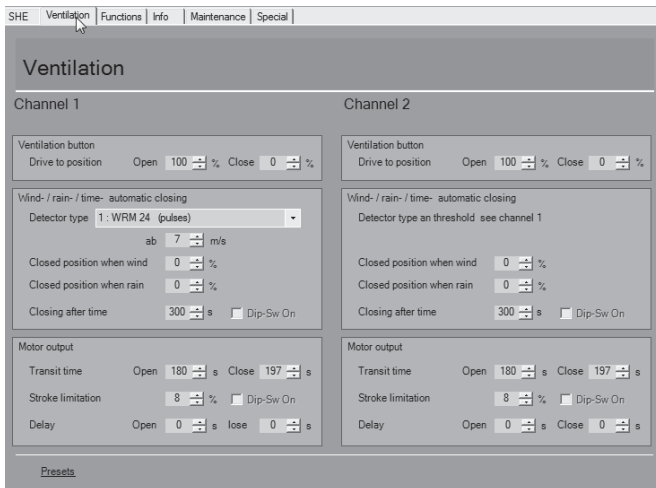 SHE Ventilation Functions Info Maintenance Special
Ventilation
Channel 1
Ventilation button
Drive to position Open 100 % Close 0 %
Wind- / rain- / time- automatic closing
Detector type 1 : WRM 24 (pulses)
ab 7 m/s
Closed position when wind 0 %
Closed position when rain 0 %
Closing after time 300 s Dip-Sw On
Motor output
Transit time Open 180 s Close 197 s
Stroke limitation 8 % Dip-Sw On
Delay Open 0 s lose 0 s
Channel 2
Ventilation button
Drive to position Open 100 % Close 0 %
Wind- / rain- / time- automatic closing
Detector type an threshold see channel 1
Closed position when wind 0 %
Closed position when rain 0 %
Closing after time 300 s Dip-Sw On
Motor output
Transit time Open 180 s Close 197 s
Stroke limitation 8 % Dip-Sw On
Delay Open 0 s Close 0 s
Presets